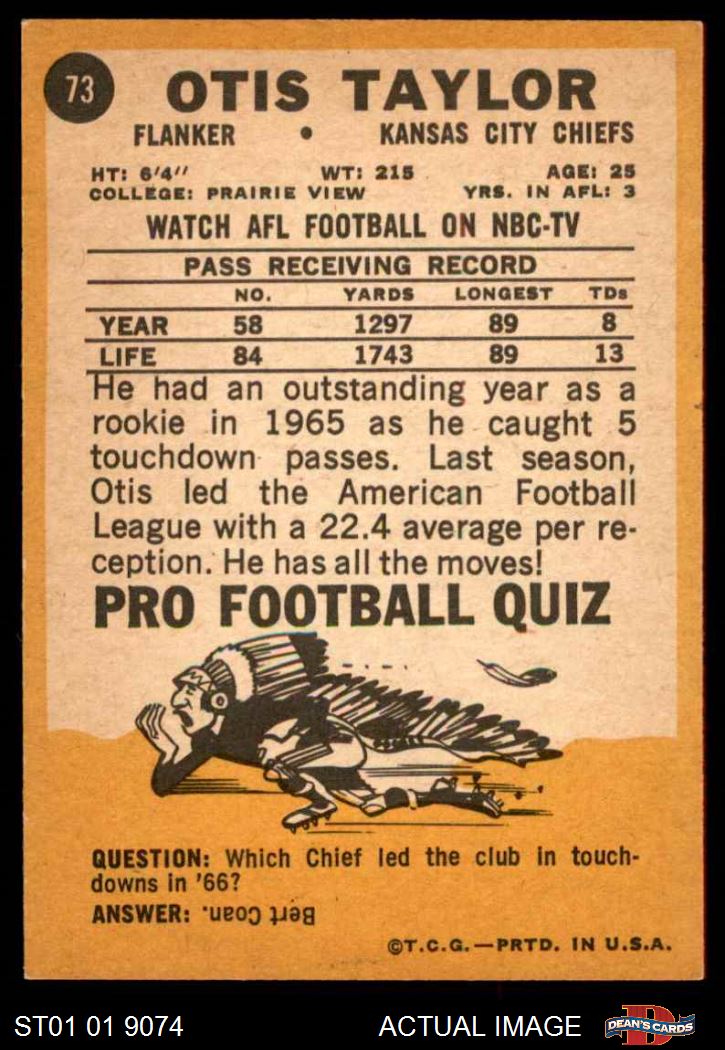 73
OTIS TAYLOR
FLANKER • KANSAS CITY CHIEFS
HT: 6'4" WT: 215 AGE: 25
COLLEGE: PRAIRIE VIEW YRS. IN AFL: 3
WATCH AFL FOOTBALL ON NBC-TV
PASS RECEIVING RECORD
NO. YARDS LONGEST TDs
YEAR 58 1297 89 8
LIFE 84 1743 89 13
He had an outstanding year as a
rookie in 1965 as he caught 5
touchdown passes. Last season,
Otis led the American Football
League with a 22.4 average per re-
ception. He has all the moves!
PRO FOOTBALL QUIZ
QUESTION: Which Chief led the club in touch-
downs in '66?
ANSWER: Bert Coan.
©T.C.G.—PRTD. IN U.S.A.
ST01 01 9074 ACTUAL IMAGE D DEAN'S CARDS